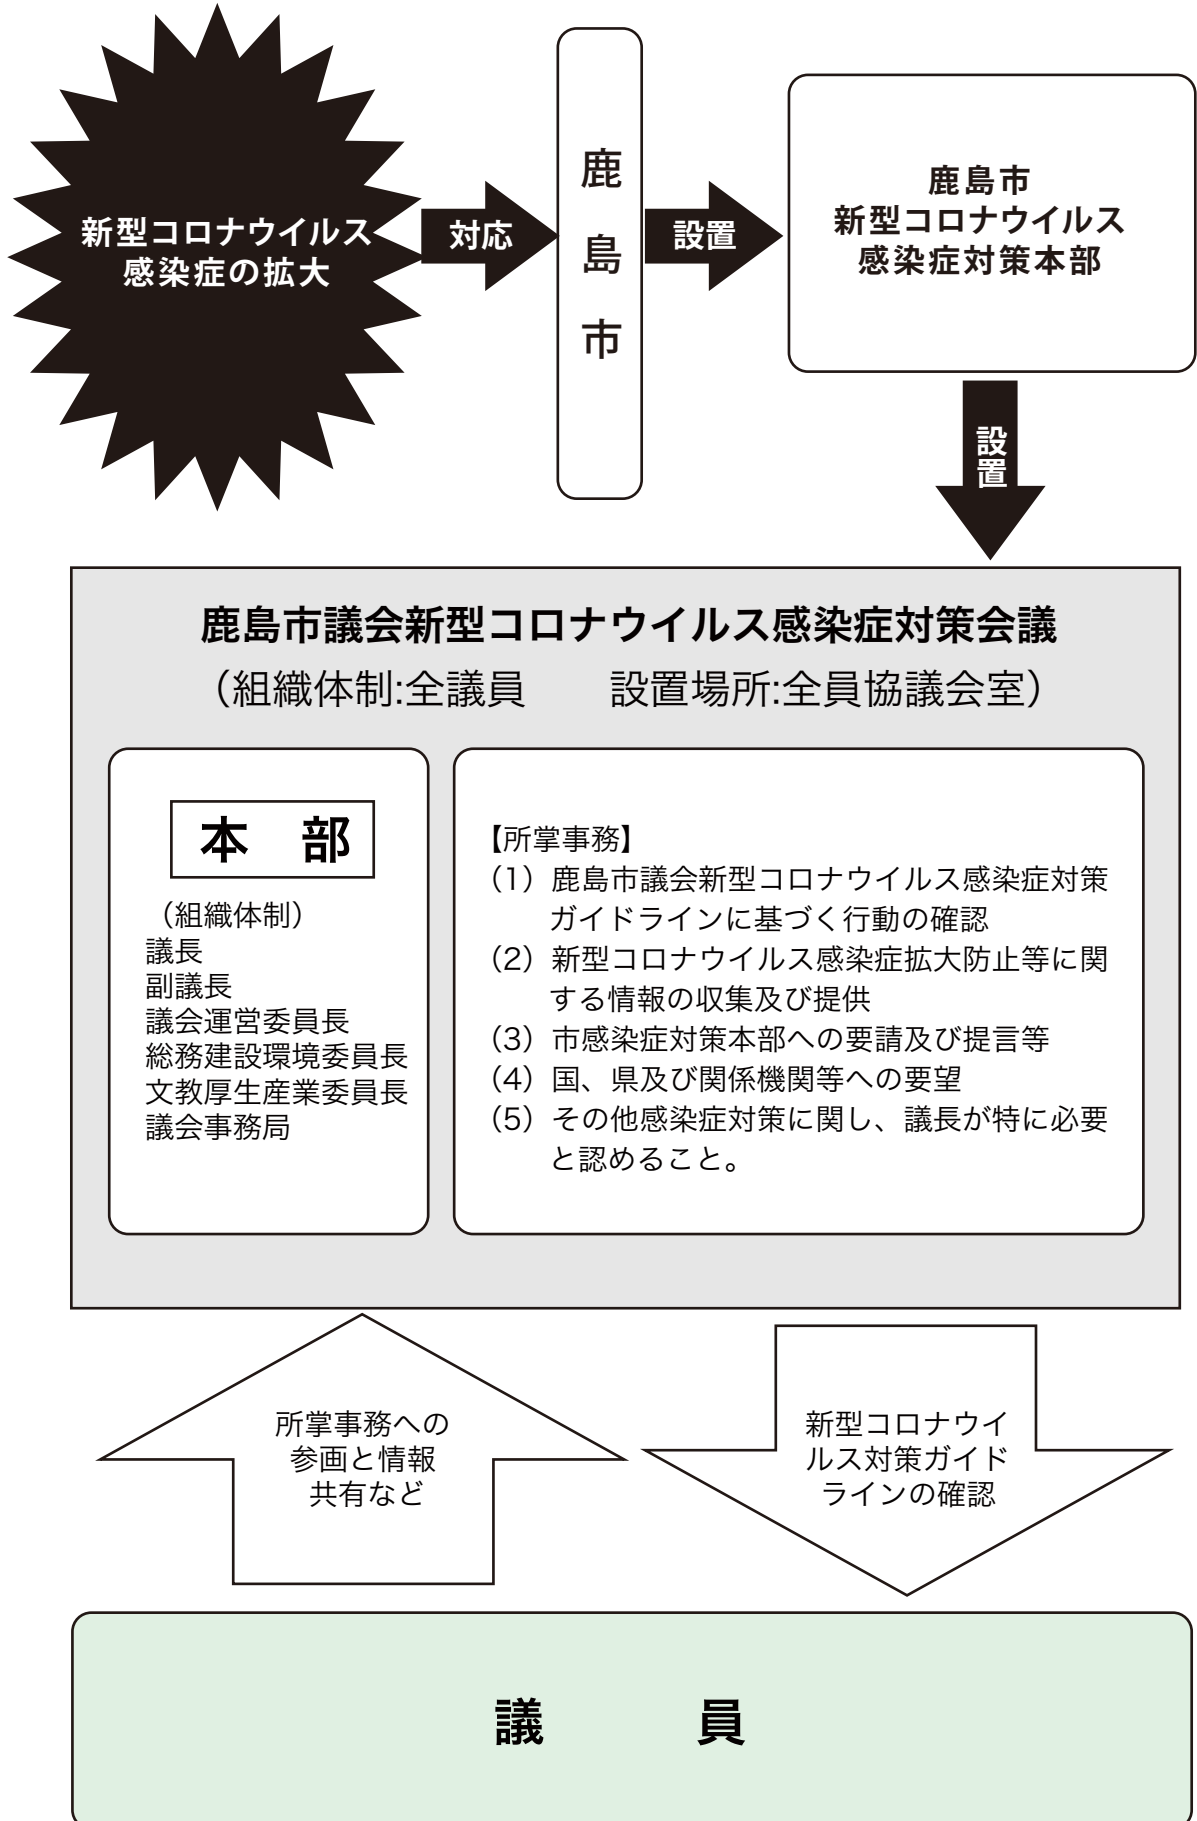 新型コロナウイルス
感染症の拡大
対応
鹿島市
設置
鹿島市
新型コロナウイルス
感染症対策本部
設置
鹿島市議会新型コロナウイルス感染症対策会議
（組織体制:全議員　　設置場所:全員協議会室）
本　部
（組織体制）
議長
副議長
議会運営委員長
総務建設環境委員長
文教厚生産業委員長
議会事務局
【所掌事務】
（1）鹿島市議会新型コロナウイルス感染症対策
ガイドラインに基づく行動の確認
（2）新型コロナウイルス感染症拡大防止等に関
する情報の収集及び提供
（3）市感染症対策本部への要請及び提言等
（4）国、県及び関係機関等への要望
（5）その他感染症対策に関し、議長が特に必要
と認めること。
所掌事務への
参画と情報
共有など
新型コロナウイ
ルス対策ガイド
ラインの確認
議　　　員